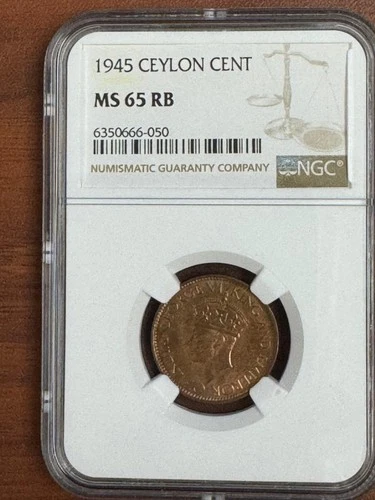 1945 CEYLON CENT
MS 65 RB
6350666-050
NUMISMATIC GUARANTY COMPANY
NGC®